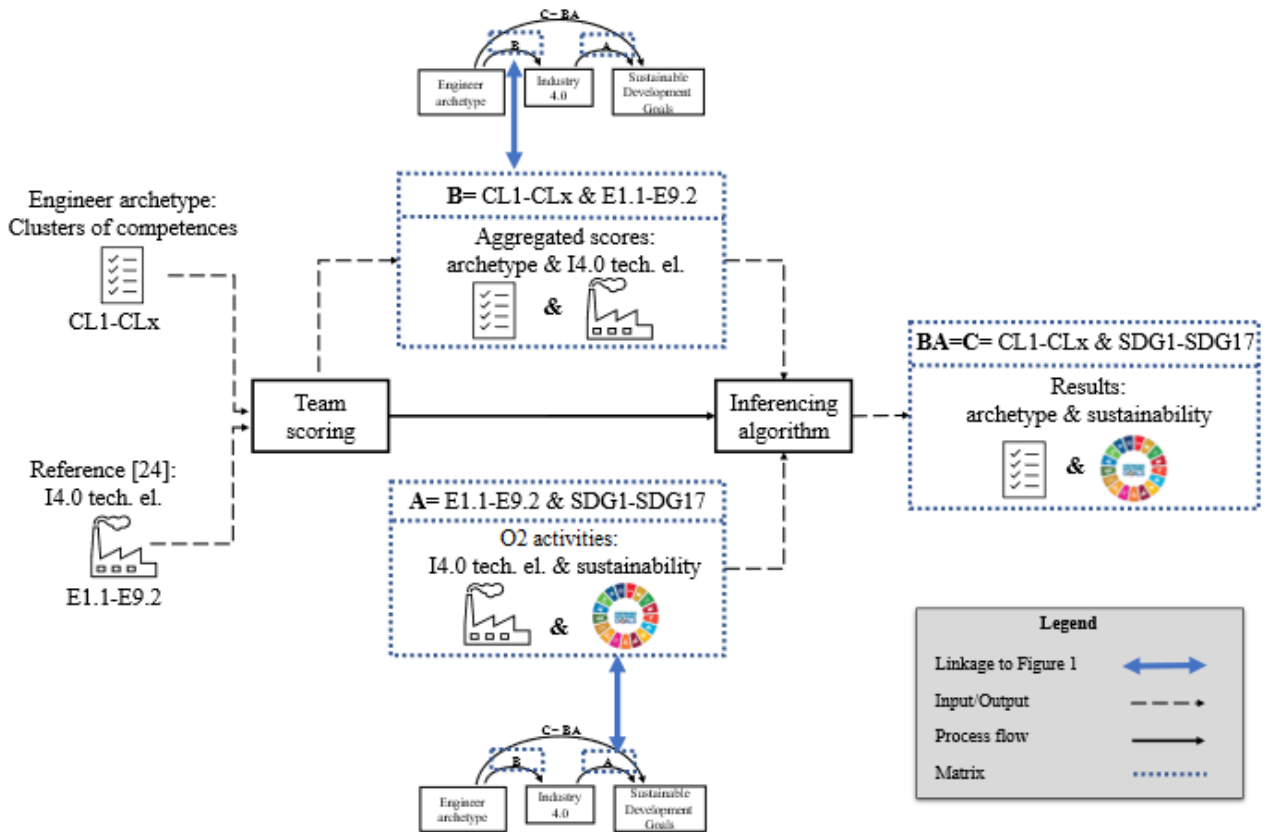 C= BA
B
A
Engineer
archetype
Industry
4.0
Sustainable
Development
Goals
B= CL1-CLx & E1.1-E9.2
Aggregated scores:
archetype & I4.0 tech. el.
&
Engineer archetype:
Clusters of competences
CL1-CLx
Team
scoring
Inferencing
algorithm
BA=C= CL1-CLx & SDG1-SDG17
Results:
archetype & sustainability
&
Reference [24]:
I4.0 tech. el.
E1.1-E9.2
A= E1.1-E9.2 & SDG1-SDG17
O2 activities:
I4.0 tech. el. & sustainability
&
C= BA
B
A
Engineer
archetype
Industry
4.0
Sustainable
Development
Goals
Legend
Linkage to Figure 1
Input/Output
Process flow
Matrix